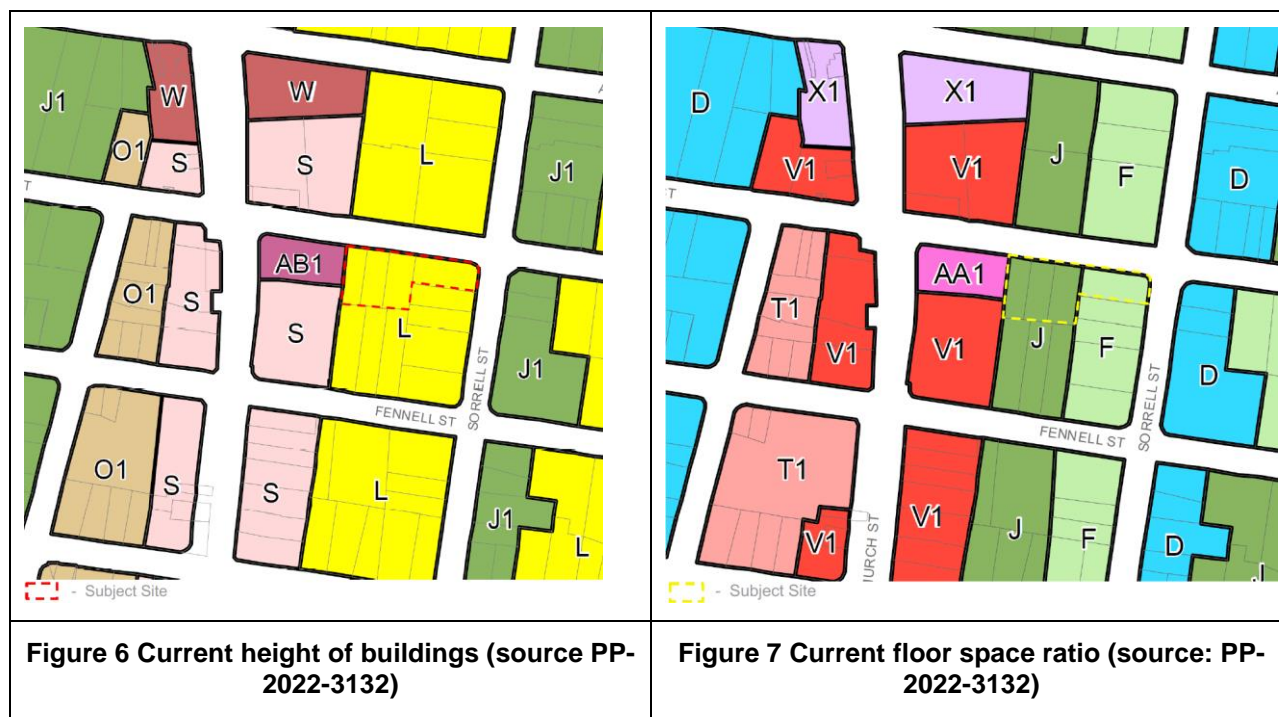 J1
W
O1
S
W
S
L
J1
T
O1
S
AB1
S
L
J1
SORRELL ST
FENNELL ST
O1
S
S
L
J1
L
- Subject Site
D
X1
V1
X1
V1
J
F
D
ST
T1
V1
AA1
V1
J
F
D
SORRELL ST
FENNELL ST
T1
V1
V1
J
F
D
J
HURCH ST
- Subject Site
Figure 6 Current height of buildings (source PP-
2022-3132)
Figure 7 Current floor space ratio (source: PP-
2022-3132)